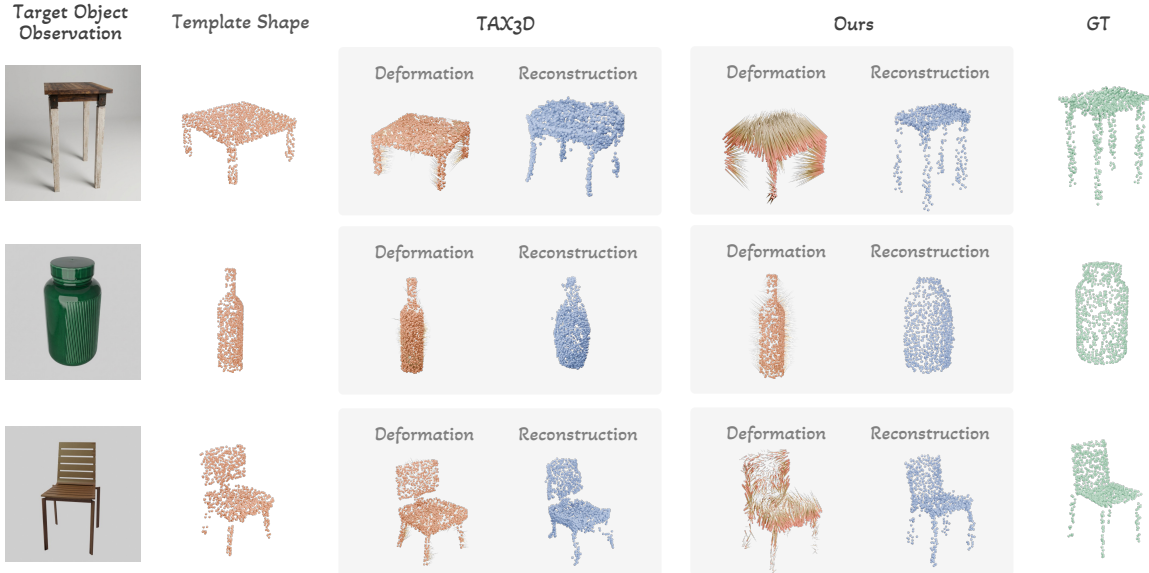 Target Object
Observation
Template Shape
TAX3D
Ours
GT
Deformation
Reconstruction
Deformation
Reconstruction
Deformation
Reconstruction
Deformation
Reconstruction
Deformation
Reconstruction
Deformation
Reconstruction